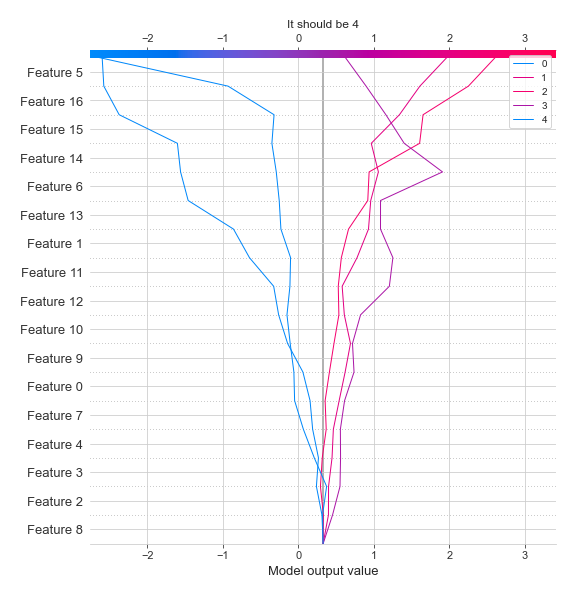 It should be 4
−2 −1 0 1 2 3
0
1
2
3
4
Feature 5
Feature 16
Feature 15
Feature 14
Feature 6
Feature 13
Feature 1
Feature 11
Feature 12
Feature 10
Feature 9
Feature 0
Feature 7
Feature 4
Feature 3
Feature 2
Feature 8
−2 −1 0 1 2 3
Model output value